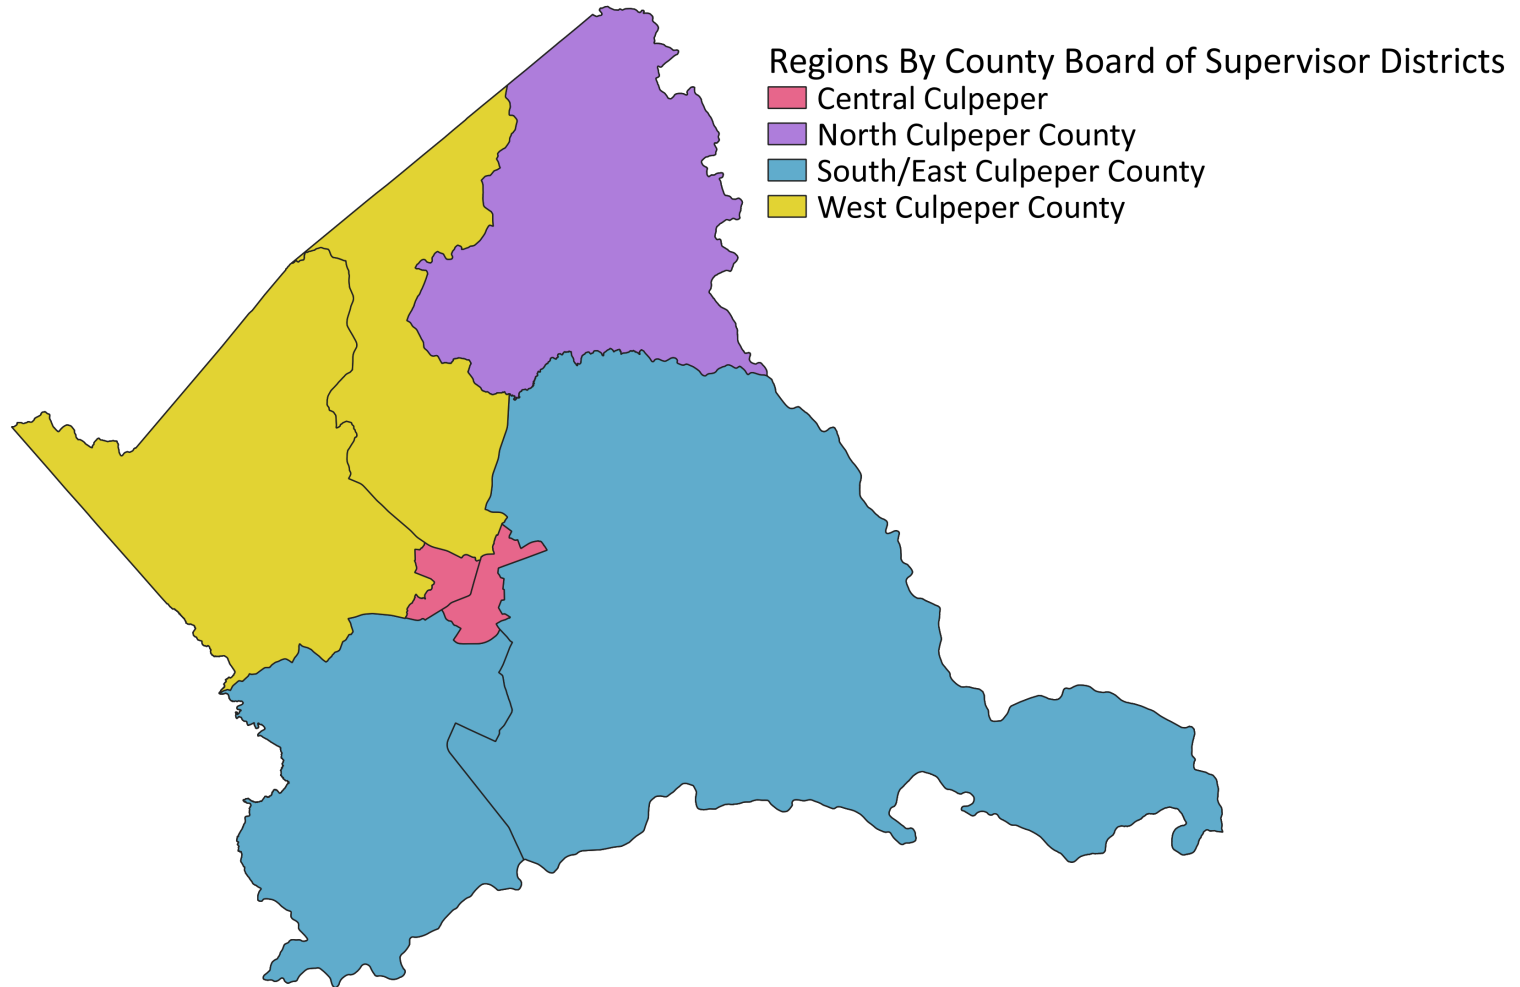 Regions By County Board of Supervisor Districts
Central Culpeper
North Culpeper County
South/East Culpeper County
West Culpeper County